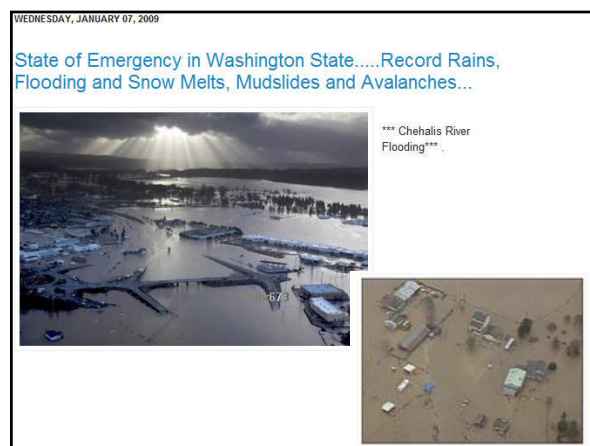 WEDNESDAY, JANUARY 07, 2009
State of Emergency in Washington State.....Record Rains,
Flooding and Snow Melts, Mudslides and Avalanches...
*** Chehalis River
Flooding*** .